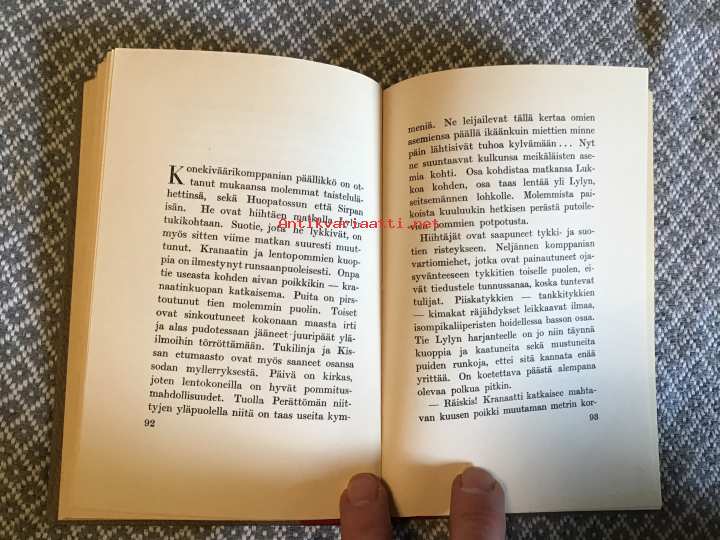 Konekiväärikomppanian päällikkö on ot-
tanut mukaansa molemmat taistelulä-
hettinsä, sekä Huopatossun että Sirpan
isän. He ovat hiihtäen matkalla
tukikohtaan. Suotie, jota he lykkivät, on
myös sitten viime matkan suuresti muut-
tunut. Kranaatin ja lentopommien kuop-
pia on ilmestynyt runsaanpuoleisesti. Onpa
tie useasta kohden aivan poikkikin — kra-
naatinkuopan katkaisema. Puita on pirs-
toutunut tien molemmin puolin. Toiset
ovat sinkoutuneet kokonaan maasta irti
ja alas pudotessaan jääneet juuripäät ylä-
ilmoihin törröttämään. Tukilinja ja Kis-
san etumaasto ovat myös saaneet osansa
sodan myllerryksestä. Päivä on kirkas,
joten lentokoneilla on hyvät pommitus-
mahdollisuudet. Tuolla Perättömän niit-
tyjen yläpuolella niitä on taas useita kym-
92
meniä. Ne leijailevat tällä kertaa omien
asemiensa päällä ikäänkuin miettien minne
päin lähtisivät tuhoa kylvämään... Nyt
ne suuntaavat kulkunsa meikäläisten ase-
mia kohti. Osa kohdistaa matkansa Luk-
koa kohden, osa taas lentää yli Lylyn,
seitsemännen lohkolle. Molemmista pai-
koista kuuluukin hetkisen perästä putoile-
vien pommien potpotusta.
Hiihtäjät ovat saapuneet tykki- ja suo-
tien risteykseen. Neljännen komppanian
vartiomiehet, jotka ovat painautuneet oja-
syvänteeseen tykkitien toiselle puolen, ei-
vät tiedustele tunnussanaa, koska tuntevat
tulijat. Piiskatykkien — tankkitykkien
— kimakat räjähdykset leikkaavat ilmaa,
isompikaliiperisten hoidellessa basson osaa.
Tie Lylyn harjanteelle on jo niin täynnä
kuoppia ja kaatuneita sekä mustuneita
puiden runkoja, ettei sitä kannata enää
yrittää. On koetettava päästä alempana
olevaa polkua pitkin.
— Räiskis! Kranaatti katkaisee mahta-
van kuusen poikki muutaman metrin kor-
93
Antikvariaatti.net